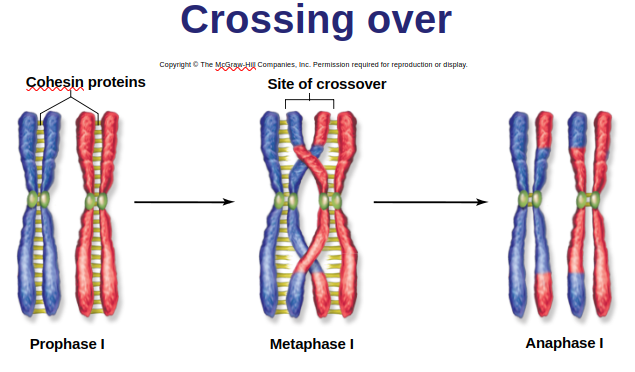 Crossing over
Copyright © The McGraw-Hill Companies, Inc. Permission required for reproduction or display.
Cohesin proteins
Site of crossover
Prophase I
Metaphase I
Anaphase I